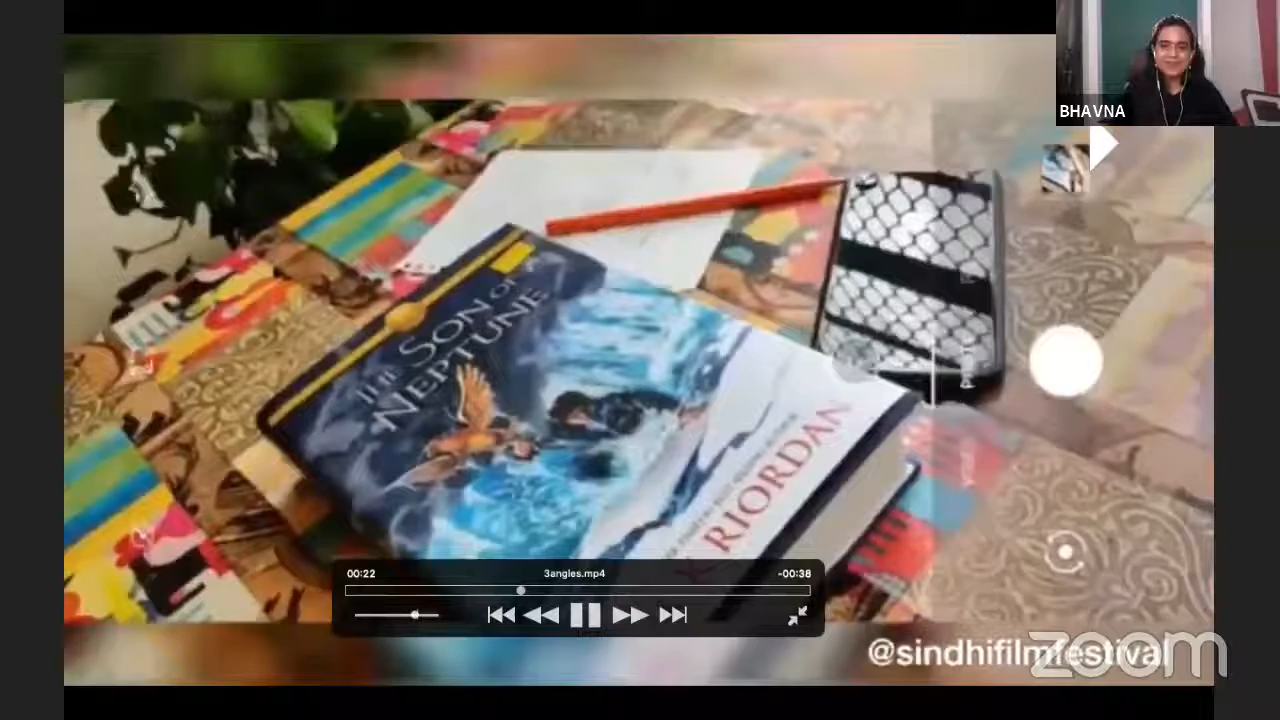 BHAVNA
THE SON OF
NEPTUNE
RIORDAN
00:22
3angles.mp4
-00:38
@sindhifilmfestival
zoom